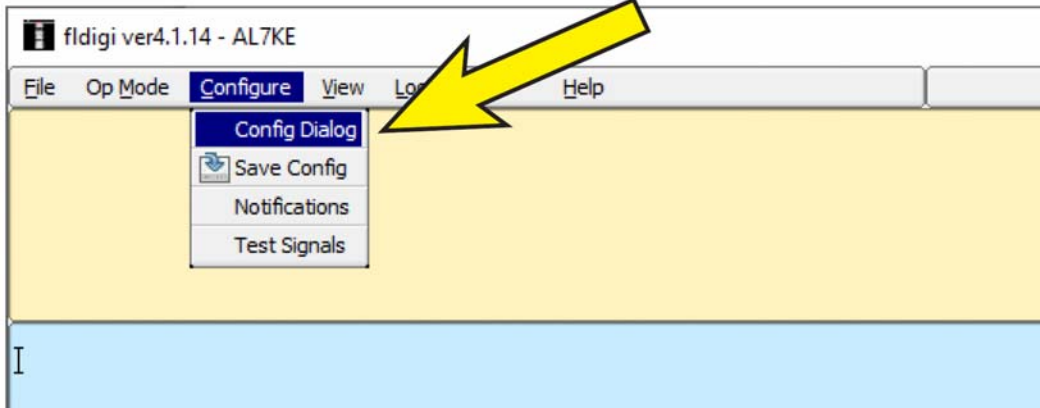 fldigi ver4.1.14 - AL7KE
File Op Mode Configure View Help
Config Dialog
Save Config
Notifications
Test Signals